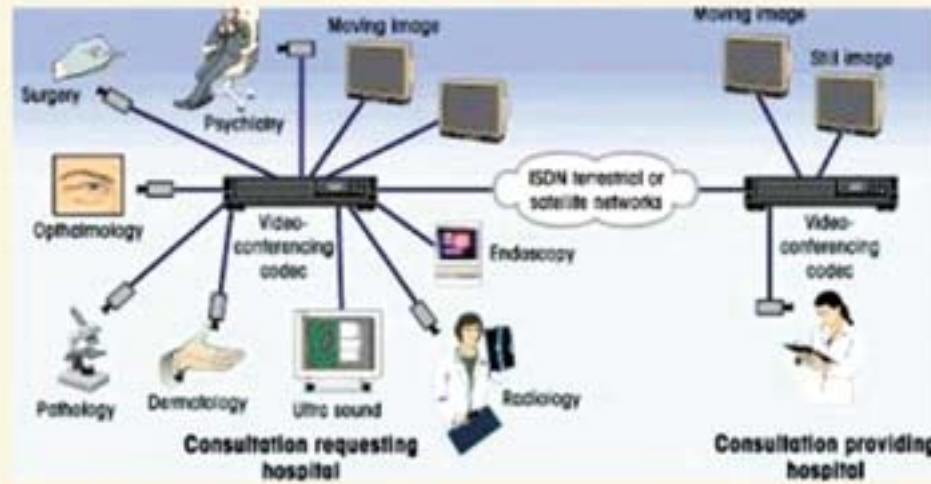 Moving Image
Moving Image
Still Image
Surgery
Psychiatry
ISDN terrestrial or
satellite networks
Opthalmology
Video-
conferencing
codec
Endoscopy
Video-
conferencing
codec
Pathology
Dermatology
Ultra sound
Radiology
Consultation requesting
hospital
Consultation providing
hospital